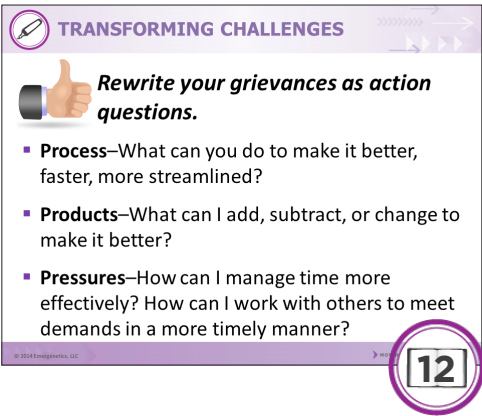 TRANSFORMING CHALLENGES
Rewrite your grievances as action
questions.
▪ Process–What can you do to make it better,
faster, more streamlined?
▪ Products–What can I add, subtract, or change to
make it better?
▪ Pressures–How can I manage time more
effectively? How can I work with others to meet
demands in a more timely manner?
© 2014 Emergenetics, LLC
12